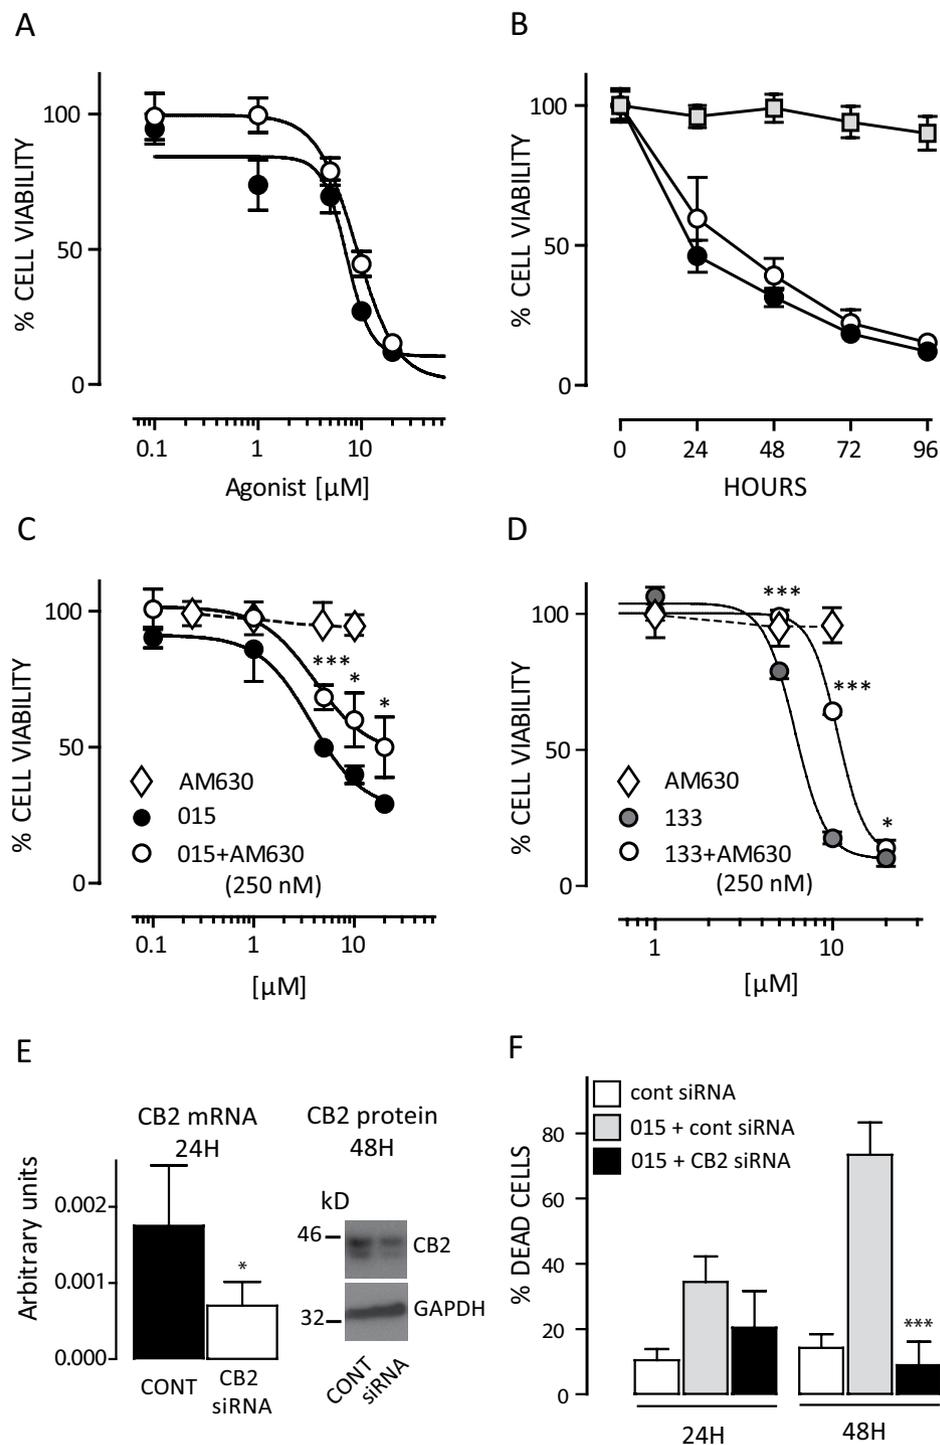 A
% CELL VIABILITY
100
50
0
0.1 1 10
Agonist [µM]
B
% CELL VIABILITY
100
50
0
0 24 48 72 96
HOURS
C
% CELL VIABILITY
100
50
0
***
*
*
AM630
015
015+AM630
(250 nM)
0.1 1 10
[µM]
D
% CELL VIABILITY
100
50
0
***
***
*
AM630
133
133+AM630
(250 nM)
1 10
[µM]
E
CB2 mRNA
24H
Arbitrary units
0.002
0.001
0.000
*
CONT
CB2
siRNA
CB2 protein
48H
kD
46
CB2
32
GAPDH
CONT
siRNA
F
% DEAD CELLS
80
60
40
20
0
cont siRNA
015 + cont siRNA
015 + CB2 siRNA
***
24H 48H